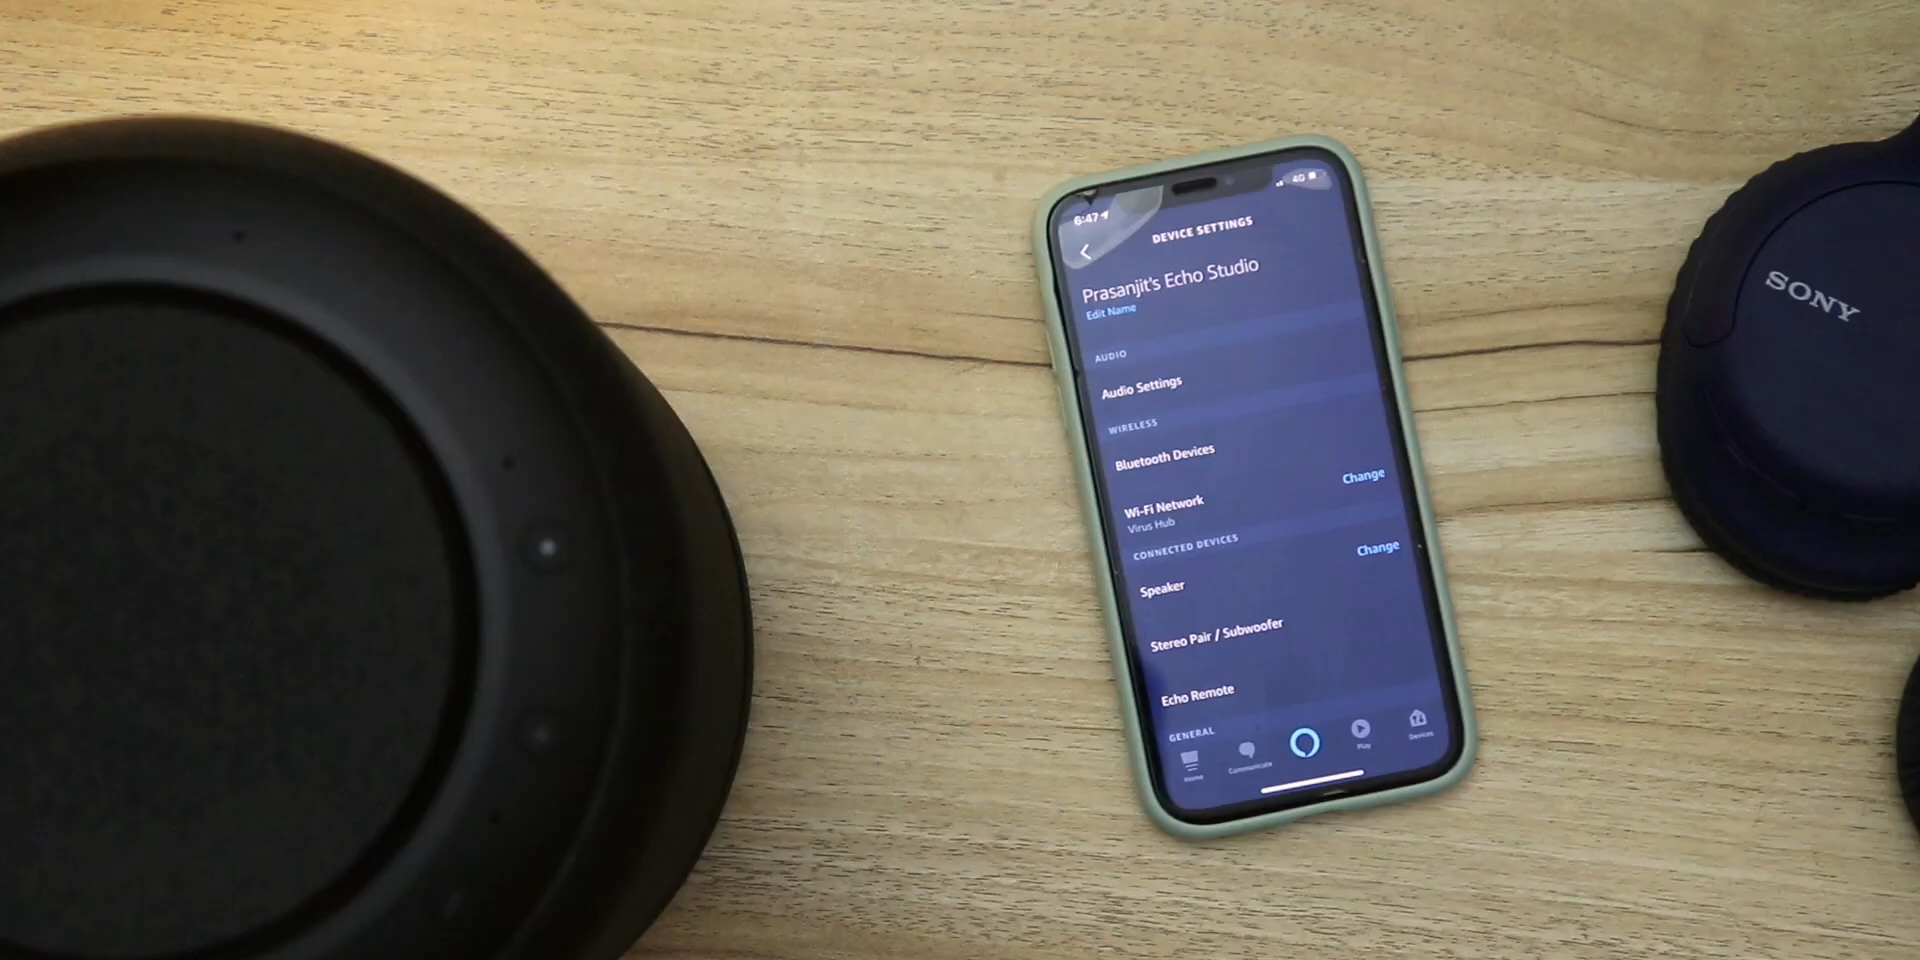 6:47
4G
DEVICE SETTINGS
Prasanjit's Echo Studio
Edit Name
AUDIO
Audio Settings
WIRELESS
Bluetooth Devices
Wi-Fi Network
Change
Virus Hub
CONNECTED DEVICES
Speaker
Change
Stereo Pair / Subwoofer
Echo Remote
GENERAL
Home
Communicate
Play
Devices
SONY